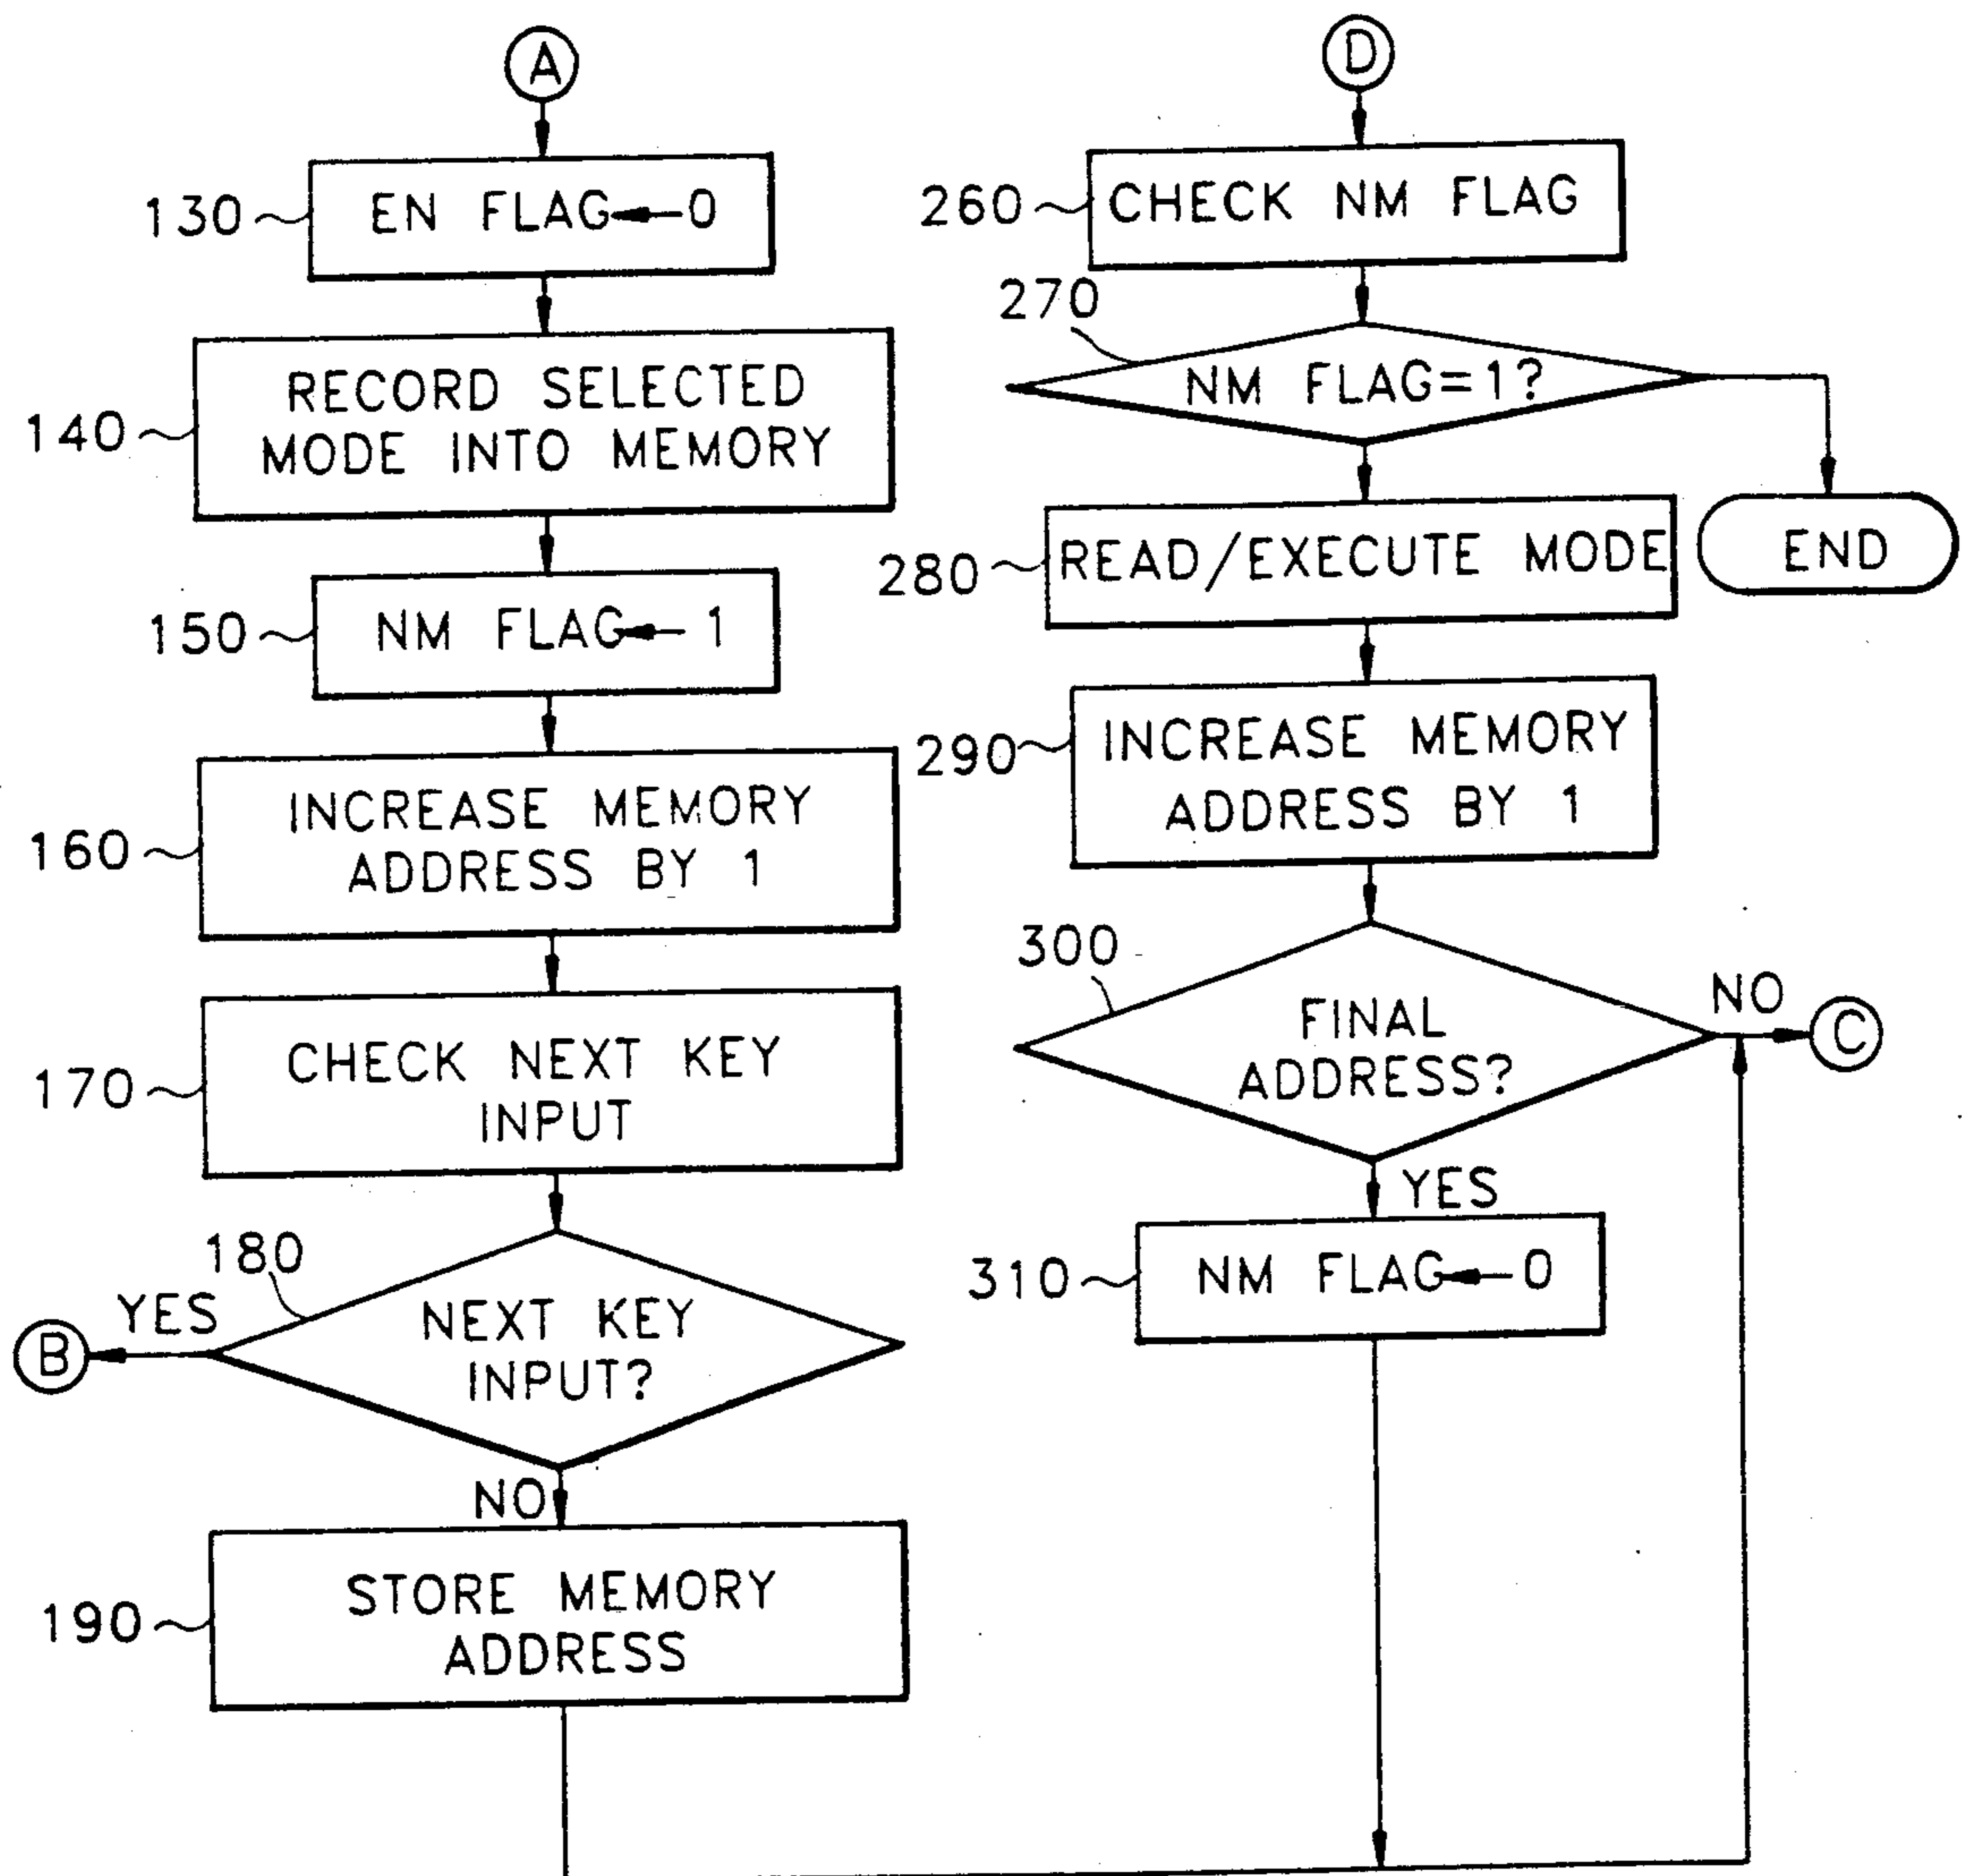 A
130
EN FLAG←0
140
RECORD SELECTED
MODE INTO MEMORY
150
NM FLAG←1
160
INCREASE MEMORY
ADDRESS BY 1
170
CHECK NEXT KEY
INPUT
180
NEXT KEY
INPUT?
YES
B
NO
190
STORE MEMORY
ADDRESS
D
260
CHECK NM FLAG
270
NM FLAG=1?
END
280
READ/EXECUTE MODE
290
INCREASE MEMORY
ADDRESS BY 1
300
FINAL
ADDRESS?
NO
C
YES
310
NM FLAG←0